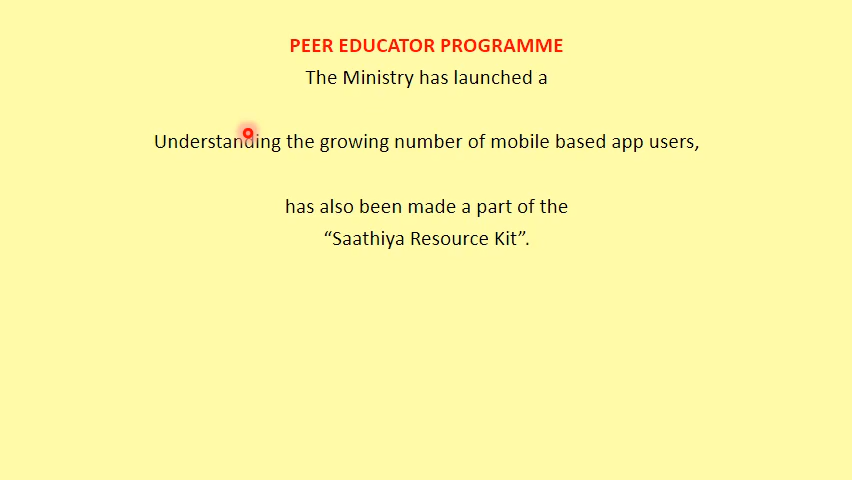 PEER EDUCATOR PROGRAMME
The Ministry has launched a
Understanding the growing number of mobile based app users,
has also been made a part of the
“Saathiya Resource Kit”.